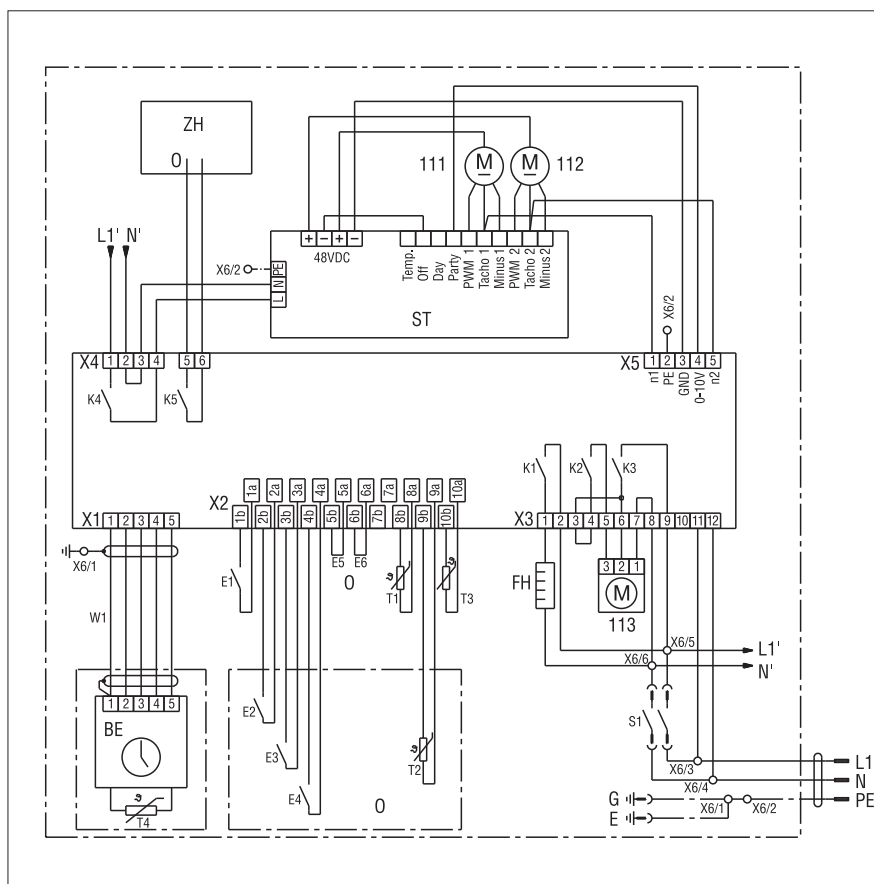 ZH
O
111
M
M
112
L1' N'
+ - + -
48VDC
Temp.
Off
Day
Party
PWM 1
Tacho 1
Minus 1
PWM 2
Tacho 2
Minus 2
X6/2
PE
N
L
ST
X6/2
X4 1 2 3 4 5 6
X5 1 2 3 4 5
n1
PE
GND
0-10V
n2
K4
K5
K1 K2 K3
1a 2a 3a 4a 5a 6a 7a 8a 9a 10a
X2
1b 2b 3b 4b 5b 6b 7b 8b 9b 10b
X1 1 2 3 4 5
X3 1 2 3 4 5 6 7 8 9 10 11 12
X6/1
W1
E1
E5 E6
O
ϑ
T1
ϑ
T3
FH
3 2 1
M
113
X6/5
L1'
X6/6
N'
1 2 3 4 5
BE
ϑ
T4
E2
E3
E4
ϑ
T2
O
S1
X6/3
L1
X6/4
N
G
X6/1
X6/2
PE
E